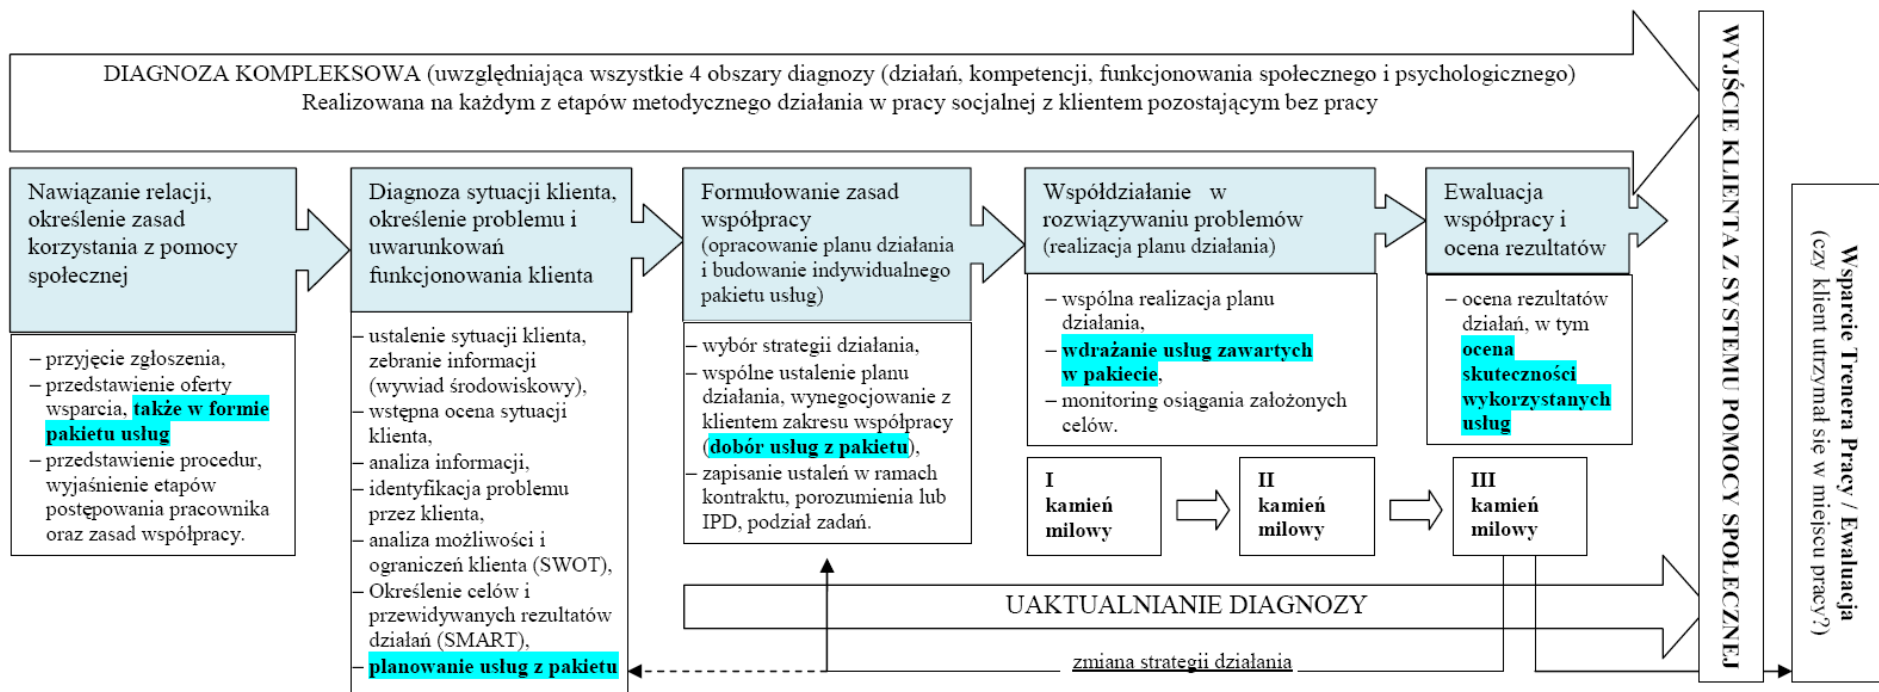 DIAGNOZA KOMPLEKSOWA (uwzględniająca wszystkie 4 obszary diagnozy (działań, kompetencji, funkcjonowania społecznego i psychologicznego)
Realizowana na każdym z etapów metodycznego działania w pracy socjalnej z klientem pozostającym bez pracy
Nawiązanie relacji,
określenie zasad
korzystania z pomocy
społecznej
– przyjęcie zgłoszenia,
– przedstawienie oferty
wsparcia, także w formie
pakietu usług
– przedstawienie procedur,
wyjaśnienie etapów
postępowania pracownika
oraz zasad współpracy.
Diagnoza sytuacji klienta,
określenie problemu i
uwarunkowań
funkcjonowania klienta
– ustalenie sytuacji klienta,
zebranie informacji
(wywiad środowiskowy),
– wstępna ocena sytuacji
klienta,
– analiza informacji,
– identyfikacja problemu
przez klienta,
– analiza możliwości i
ograniczeń klienta (SWOT),
– Określenie celów i
przewidywanych rezultatów
działań (SMART),
– planowanie usług z pakietu
Formułowanie zasad
współpracy
(opracowanie planu działania
i budowanie indywidualnego
pakietu usług)
– wybór strategii działania,
– wspólne ustalenie planu
działania, wynegocjowanie z
klientem zakresu współpracy
(dobór usług z pakietu),
– zapisanie ustaleń w ramach
kontraktu, porozumienia lub
IPD, podział zadań.
Współdziałanie w
rozwiązywaniu problemów
(realizacja planu działania)
– wspólna realizacja planu
działania,
– wdrażanie usług zawartych
w pakiecie,
– monitoring osiągania założonych
celów.
Ewaluacja
współpracy i
ocena rezultatów
– ocena rezultatów
działań, w tym
ocena
skuteczności
wykorzystanych
usług
I
kamień
milowy
II
kamień
milowy
III
kamień
milowy
UAKTUALNIANIE DIAGNOZY
zmiana strategii działania
WYJŚCIE KLIENTA Z SYSTEMU POMOCY SPOŁECZNEJ
Wsparcie Trenera Pracy / Ewaluacja
(czy klient utrzymał się w miejscu pracy?)